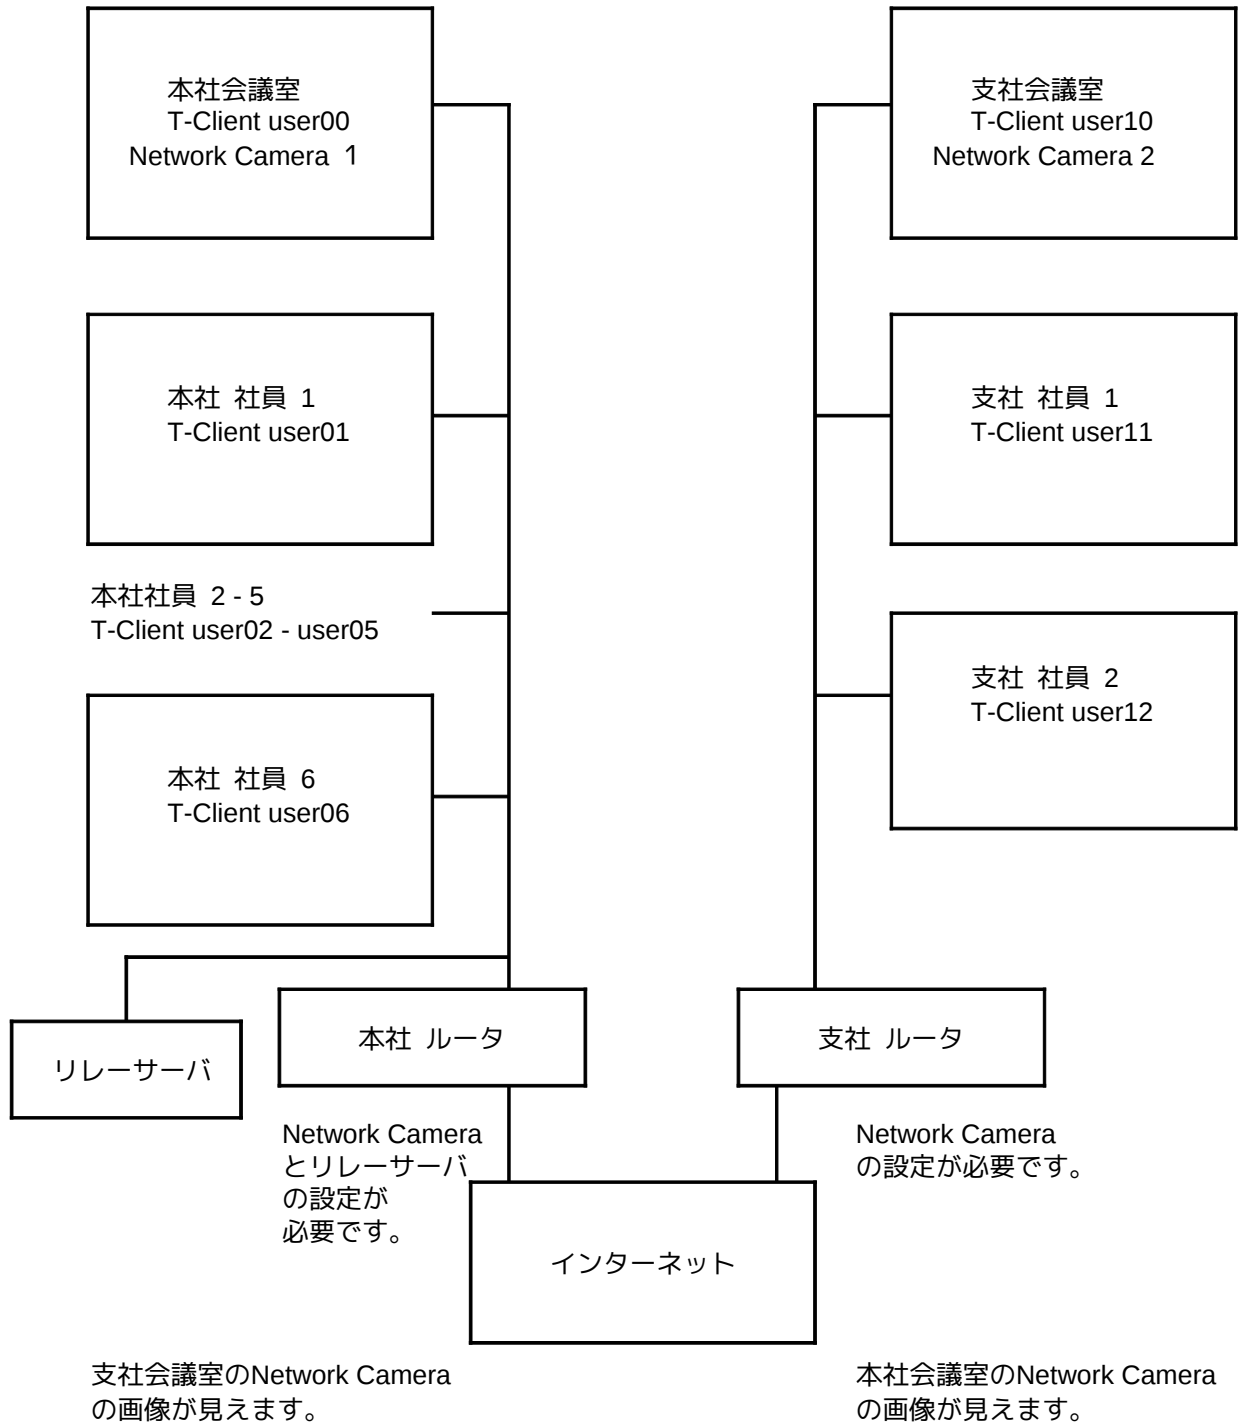 本社会議室
T-Client user00
Network Camera 1
支社会議室
T-Client user10
Network Camera 2
本社 社員 1
T-Client user01
支社 社員 1
T-Client user11
本社社員 2 - 5
T-Client user02 - user05
支社 社員 2
T-Client user12
本社 社員 6
T-Client user06
リレーサーバ
本社 ルータ
支社 ルータ
Network Camera
とリレーサーバ
の設定が
必要です。
Network Camera
の設定が必要です。
インターネット
支社会議室のNetwork Camera
の画像が見えます。
本社会議室のNetwork Camera
の画像が見えます。